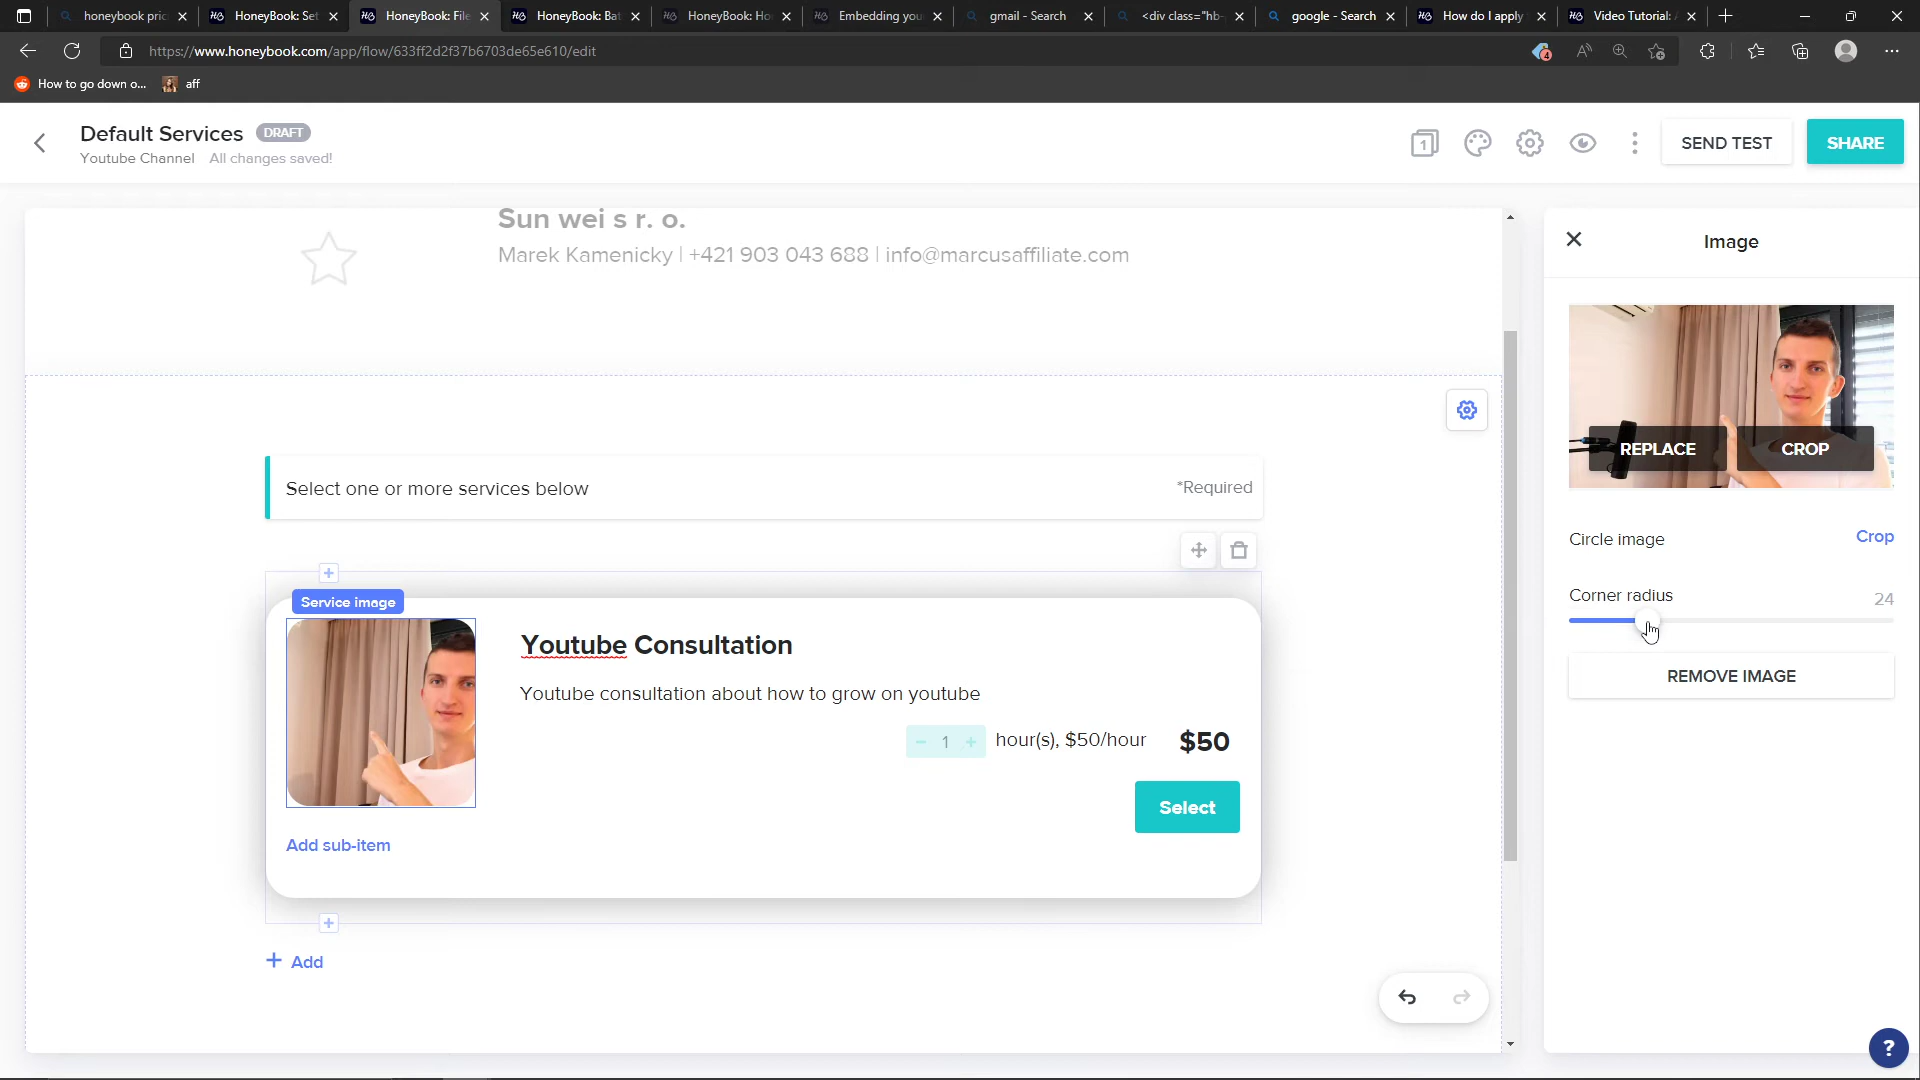 honeybook pric
HoneyBook: Set
HoneyBook: File
HoneyBook: Bat
HoneyBook: Ho
Embedding you
gmail - Search
<div class="hb-
google - Search
How do I apply
Video Tutorial:
https://www.honeybook.com/app/flow/633ff2d2f37b6703de65e610/edit
4
How to go down o...
aff
Default Services
DRAFT
Youtube Channel
All changes saved!
1
SEND TEST
SHARE
Sun wei s r. o.
Marek Kamenicky | +421 903 043 688 | info@marcusaffiliate.com
Select one or more services below
*Required
Service image
Youtube Consultation
Youtube consultation about how to grow on youtube
− 1 + hour(s), $50/hour $50
Select
Add sub-item
+ Add
Image
REPLACE
CROP
Circle image
Crop
Corner radius
24
REMOVE IMAGE
?